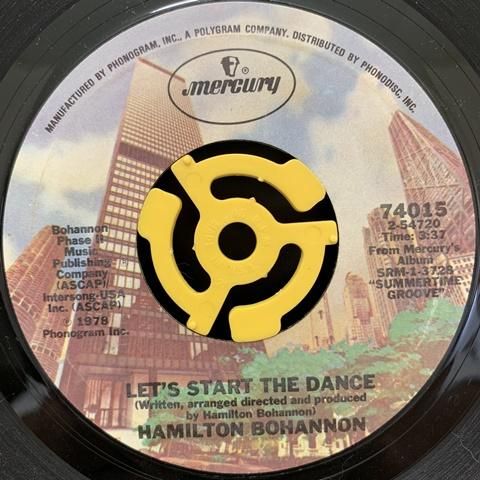 MANUFACTURED BY PHONOGRAM, INC., A POLYGRAM COMPANY. DISTRIBUTED BY PHONODISC, INC.
mercury
Bohannon
Phase II
Music
Publishing
Company
(ASCAP)
Intersong-USA
Inc. (ASCAP)
℗ 1978
Phonogram Inc.
74015
2-54720
Time: 3:37
From Mercury's
Album
SRM-1-3728
"SUMMERTIME
GROOVE"
LET'S START THE DANCE
(Written, arranged directed and produced
by Hamilton Bohannon)
HAMILTON BOHANNON